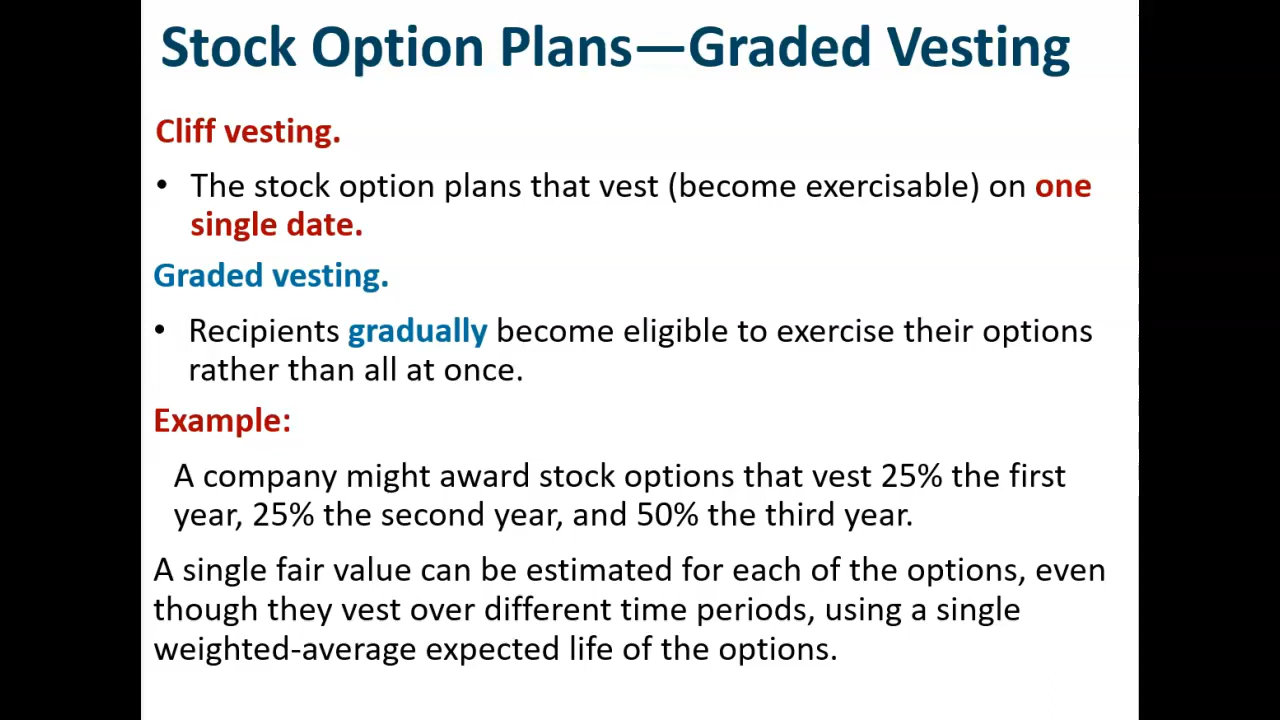 Stock Option Plans—Graded Vesting
Cliff vesting.
• The stock option plans that vest (become exercisable) on one
single date.
Graded vesting.
• Recipients gradually become eligible to exercise their options
rather than all at once.
Example:
A company might award stock options that vest 25% the first
year, 25% the second year, and 50% the third year.
A single fair value can be estimated for each of the options, even
though they vest over different time periods, using a single
weighted-average expected life of the options.